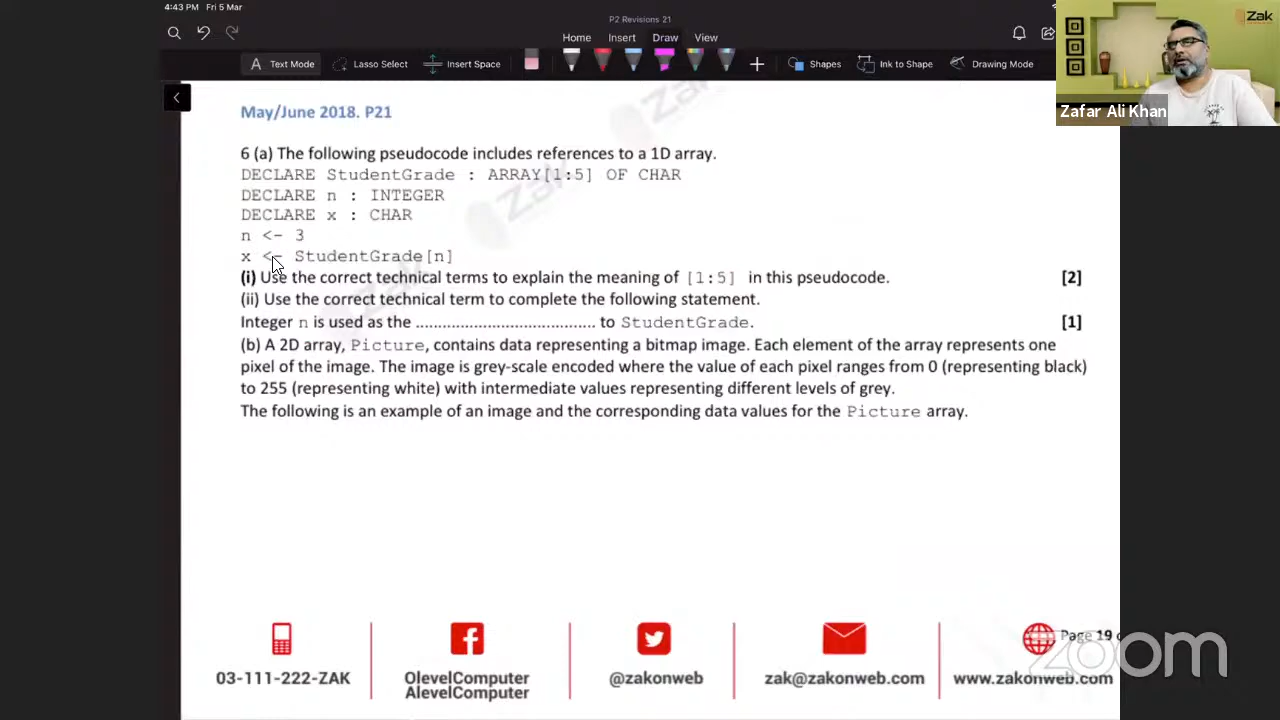 4:43 PM Fri 5 Mar
P2 Revisions 21
Home Insert Draw View
Text Mode Lasso Select Insert Space Shapes Ink to Shape Drawing Mode
Zak
Zafar Ali Khan
May/June 2018. P21
6 (a) The following pseudocode includes references to a 1D array.
DECLARE StudentGrade : ARRAY[1:5] OF CHAR
DECLARE n : INTEGER
DECLARE x : CHAR
n <- 3
x <- StudentGrade[n]
(i) Use the correct technical terms to explain the meaning of [1:5] in this pseudocode. [2]
(ii) Use the correct technical term to complete the following statement.
Integer n is used as the ........................................ to StudentGrade. [1]
(b) A 2D array, Picture, contains data representing a bitmap image. Each element of the array represents one
pixel of the image. The image is grey-scale encoded where the value of each pixel ranges from 0 (representing black)
to 255 (representing white) with intermediate values representing different levels of grey.
The following is an example of an image and the corresponding data values for the Picture array.
Page 19
zoom
03-111-222-ZAK
OlevelComputer
AlevelComputer
@zakonweb
zak@zakonweb.com
www.zakonweb.com